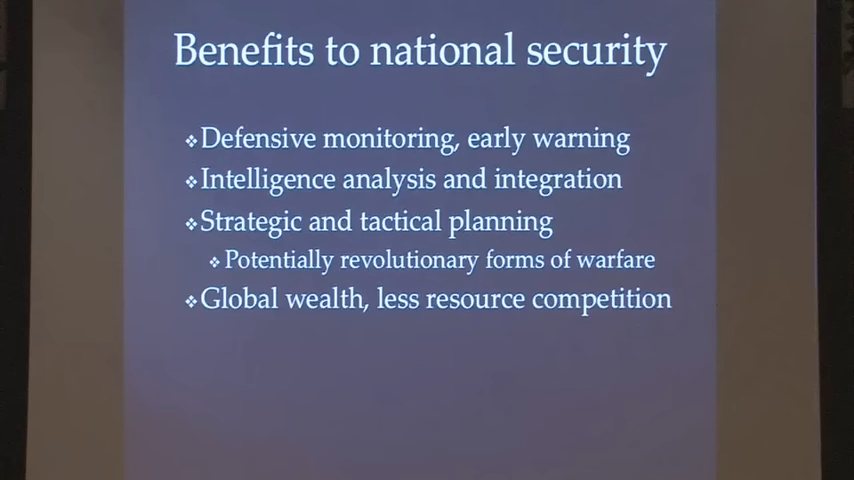 Benefits to national security
❖Defensive monitoring, early warning
❖Intelligence analysis and integration
❖Strategic and tactical planning
❖Potentially revolutionary forms of warfare
❖Global wealth, less resource competition